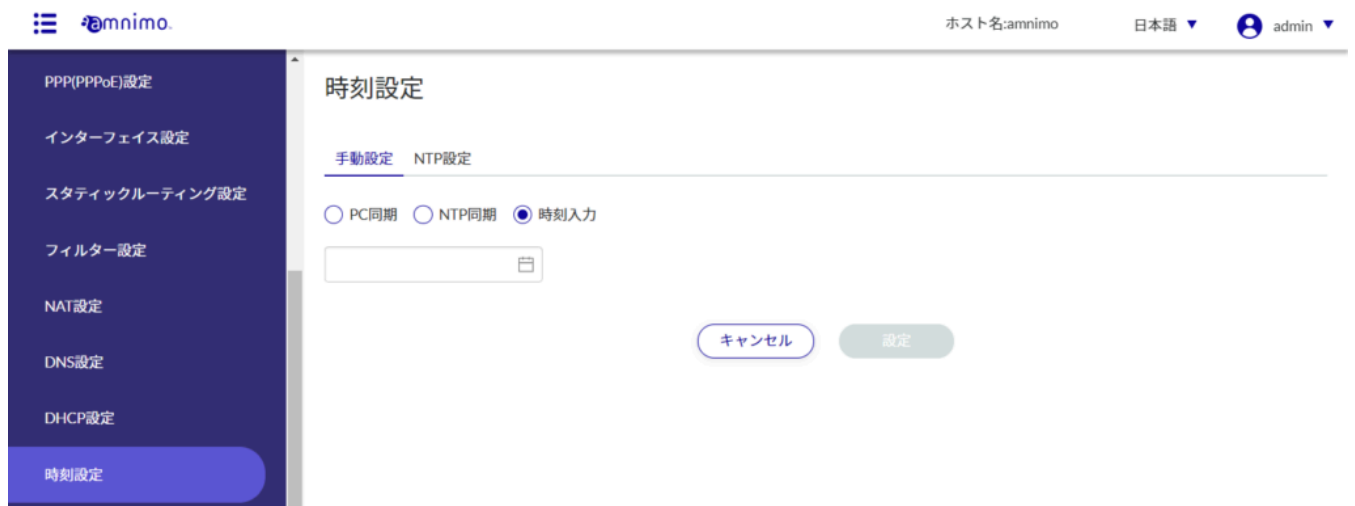 amnimo.
ホスト名:amnimo
日本語 ▼
admin ▼
PPP(PPPoE)設定
インターフェイス設定
スタティックルーティング設定
フィルター設定
NAT設定
DNS設定
DHCP設定
時刻設定
時刻設定
手動設定 NTP設定
PC同期 NTP同期 時刻入力
キャンセル 設定